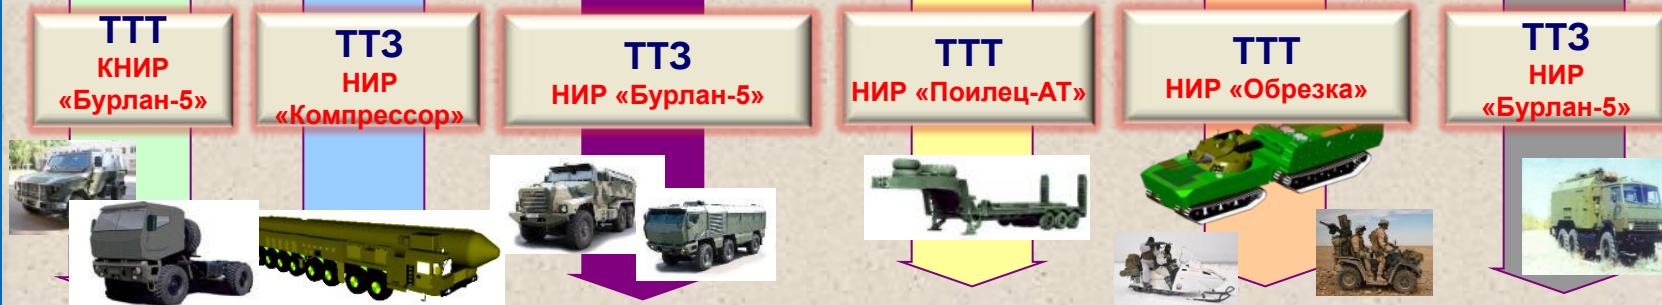 ТТТ
КНИР
«Бурлан-5»
ТТЗ
НИР
«Компрессор»
ТТЗ
НИР «Бурлан-5»
ТТТ
НИР «Поилец-АТ»
ТТТ
НИР «Обрезка»
ТТЗ
НИР
«Бурлан-5»